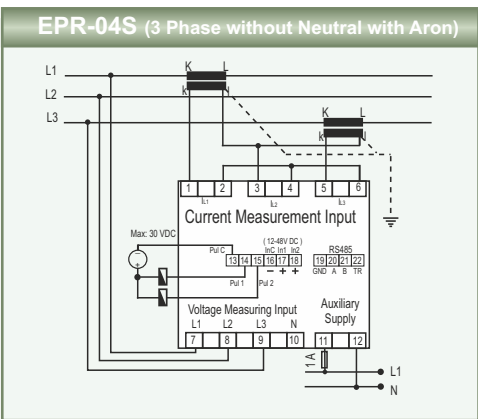 EPR-04S (3 Phase without Neutral with Aron)
K L
L1
k l
L2
K L
L3
k l
1 2 3 4 5 6
IL1 IL2 IL3
Current Measurement Input
Max: 30 VDC
(12-48V DC)
Pul C InC In1 In2 RS485
13 14 15 16 17 18 19 20 21 22
− + + GND A B TR
Pul 1 Pul 2
Voltage Measuring Input
Auxiliary
Supply
L1 L2 L3 N
7 8 9 10 11 12
1 A
L1
N